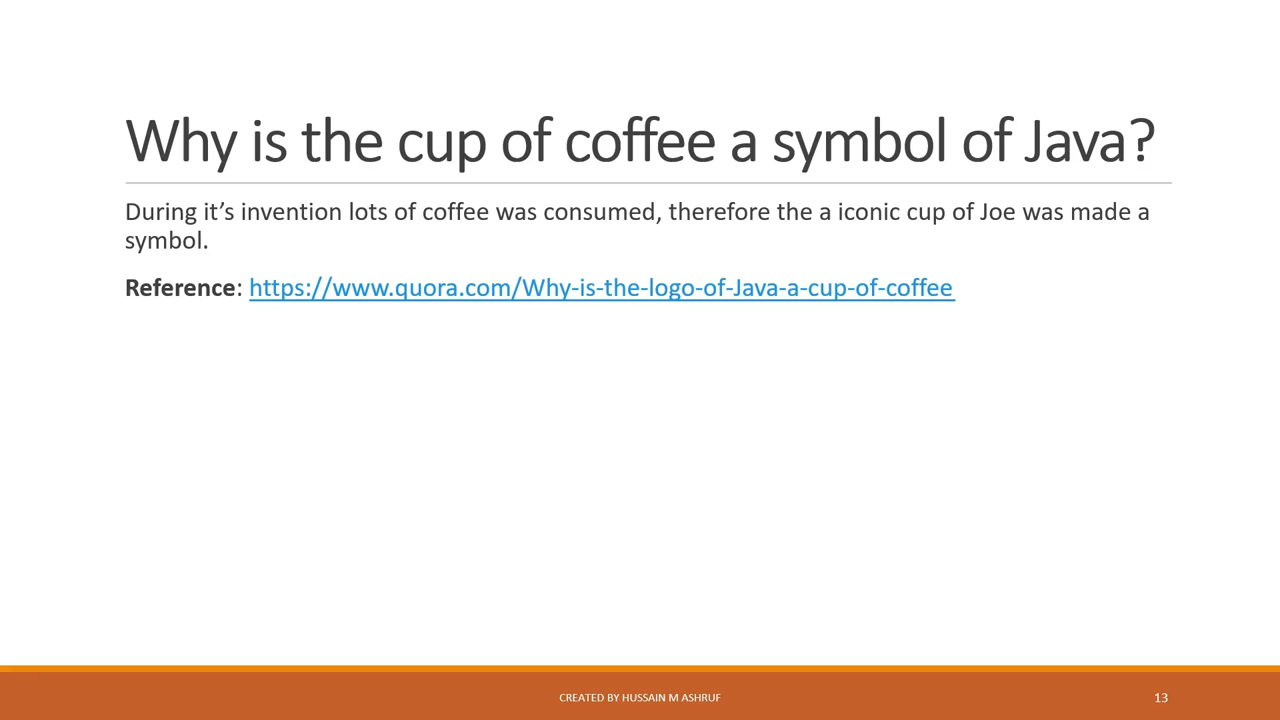 Why is the cup of coffee a symbol of Java?
During it’s invention lots of coffee was consumed, therefore the a iconic cup of Joe was made a
symbol.
Reference: https://www.quora.com/Why-is-the-logo-of-Java-a-cup-of-coffee
CREATED BY HUSSAIN M ASHRUF
13